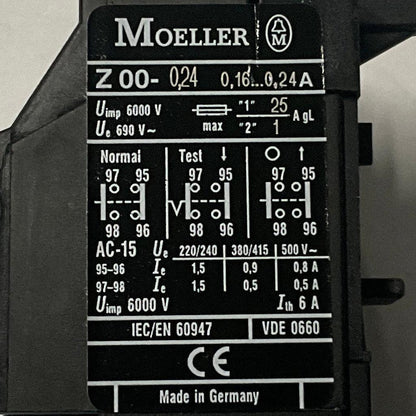 MOELLER M
Z 00-0,24 0,16...0,24 A
Uimp 6000 V "1" 25 A gL
Ue 690 V~ max "2" 1
Normal Test ↓ O ↑
97 95 97 95 97 95
98 96 98 96 98 96
AC-15 Ue 220/240 380/415 500 V~
95-96 Ie 1,5 0,9 0,8 A
97-98 Ie 1,5 0,5 0,5 A
Uimp 6000 V Ith 6 A
IEC/EN 60947 VDE 0660
CE
Made in Germany